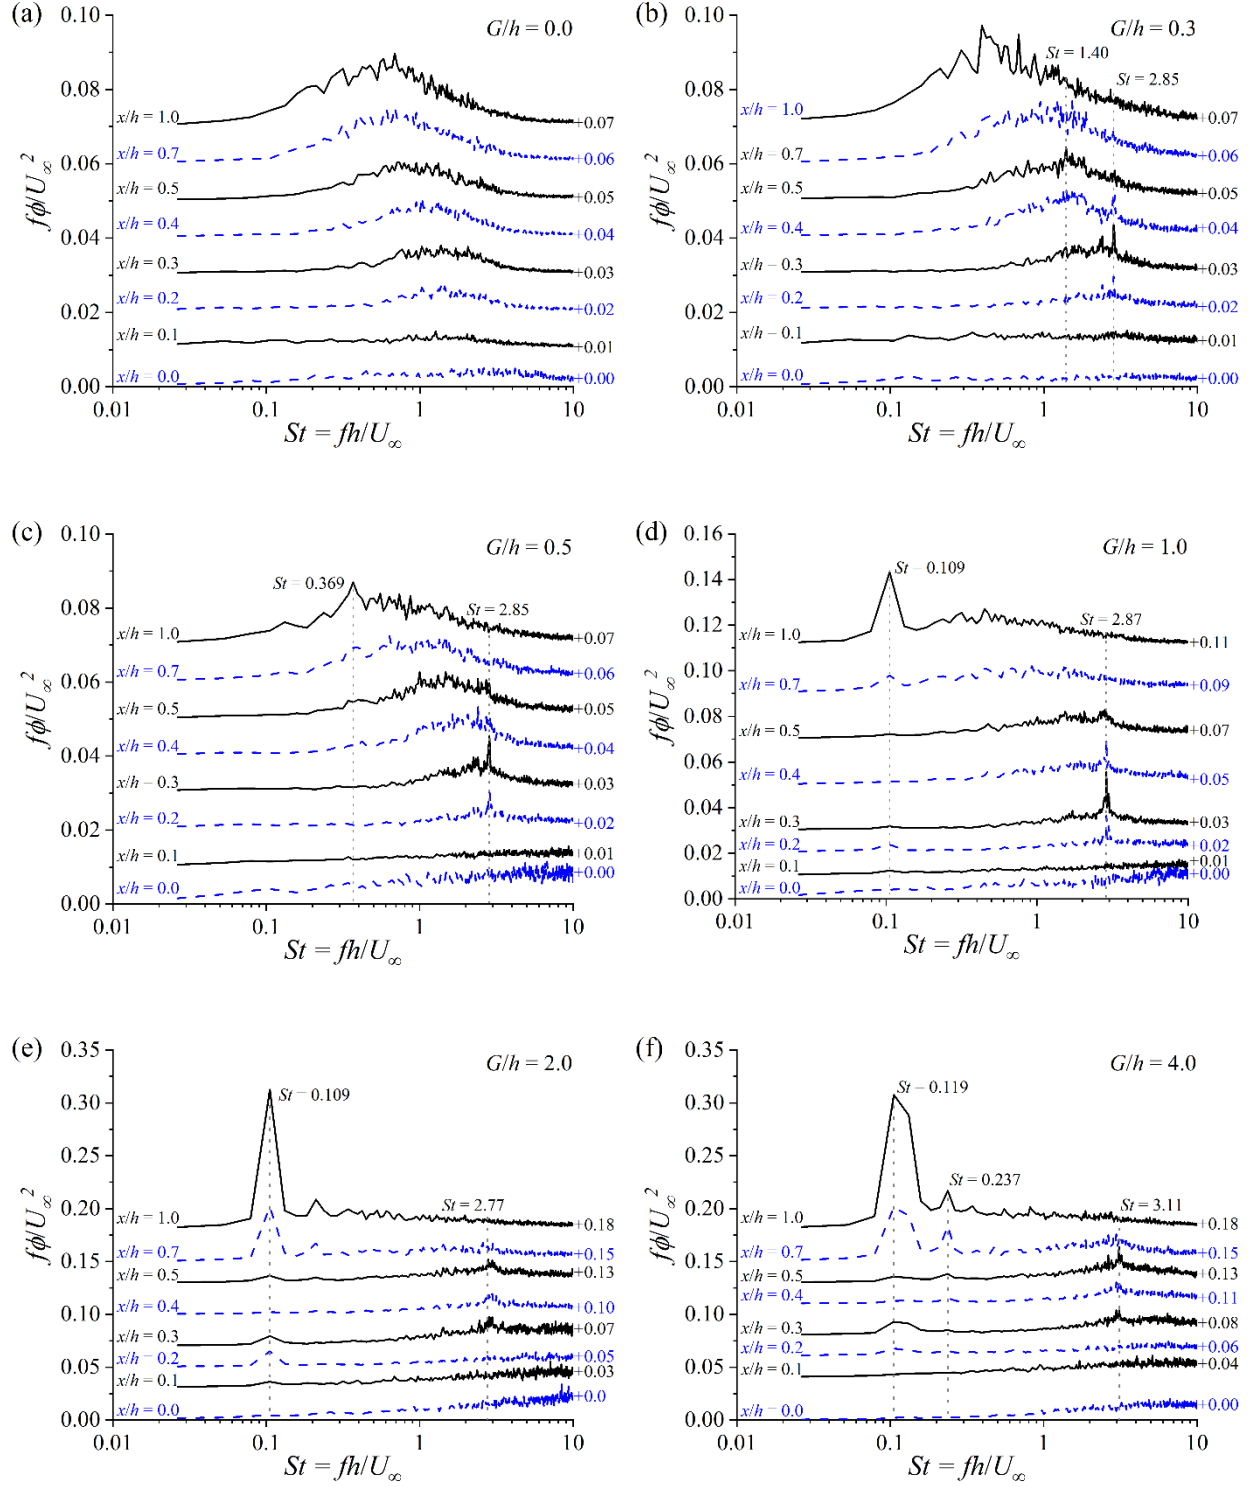 (a)
G/h = 0.0
fϕ/U∞²
0.10
0.08
0.06
0.04
0.02
0.00
x/h = 1.0
x/h = 0.7
x/h = 0.5
x/h = 0.4
x/h = 0.3
x/h = 0.2
x/h = 0.1
x/h = 0.0
+0.07
+0.06
+0.05
+0.04
+0.03
+0.02
+0.01
+0.00
0.01
0.1
1
10
St = fh/U∞
(b)
G/h = 0.3
St = 1.40
St = 2.85
fϕ/U∞²
0.10
0.08
0.06
0.04
0.02
0.00
x/h = 1.0
x/h = 0.7
x/h = 0.5
x/h = 0.4
x/h = 0.3
x/h = 0.2
x/h = 0.1
x/h = 0.0
+0.07
+0.06
+0.05
+0.04
+0.03
+0.02
+0.01
+0.00
0.01
0.1
1
10
St = fh/U∞
(c)
G/h = 0.5
St = 0.369
St = 2.85
fϕ/U∞²
0.10
0.08
0.06
0.04
0.02
0.00
x/h = 1.0
x/h = 0.7
x/h = 0.5
x/h = 0.4
x/h = 0.3
x/h = 0.2
x/h = 0.1
x/h = 0.0
+0.07
+0.06
+0.05
+0.04
+0.03
+0.02
+0.01
+0.00
0.01
0.1
1
10
St = fh/U∞
(d)
G/h = 1.0
St = 0.109
St = 2.87
fϕ/U∞²
0.16
0.14
0.12
0.10
0.08
0.06
0.04
0.02
0.00
x/h = 1.0
x/h = 0.7
x/h = 0.5
x/h = 0.4
x/h = 0.3
x/h = 0.2
x/h = 0.1
x/h = 0.0
+0.11
+0.09
+0.07
+0.05
+0.03
+0.02
+0.01
+0.00
0.01
0.1
1
10
St = fh/U∞
(e)
G/h = 2.0
St = 0.109
St = 2.77
fϕ/U∞²
0.35
0.30
0.25
0.20
0.15
0.10
0.05
0.00
x/h = 1.0
x/h = 0.7
x/h = 0.5
x/h = 0.4
x/h = 0.3
x/h = 0.2
x/h = 0.1
x/h = 0.0
+0.18
+0.15
+0.13
+0.10
+0.07
+0.05
+0.03
+0.0
0.01
0.1
1
10
St = fh/U∞
(f)
G/h = 4.0
St = 0.119
St = 0.237
St = 3.11
fϕ/U∞²
0.35
0.30
0.25
0.20
0.15
0.10
0.05
0.00
x/h = 1.0
x/h = 0.7
x/h = 0.5
x/h = 0.4
x/h = 0.3
x/h = 0.2
x/h = 0.1
x/h = 0.0
+0.18
+0.15
+0.13
+0.11
+0.08
+0.06
+0.04
+0.00
0.01
0.1
1
10
St = fh/U∞